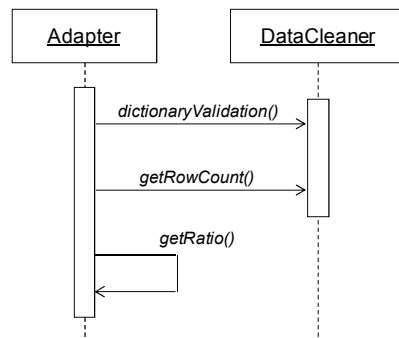 Adapter
DataCleaner
dictionaryValidation()
getRowCount()
getRatio()